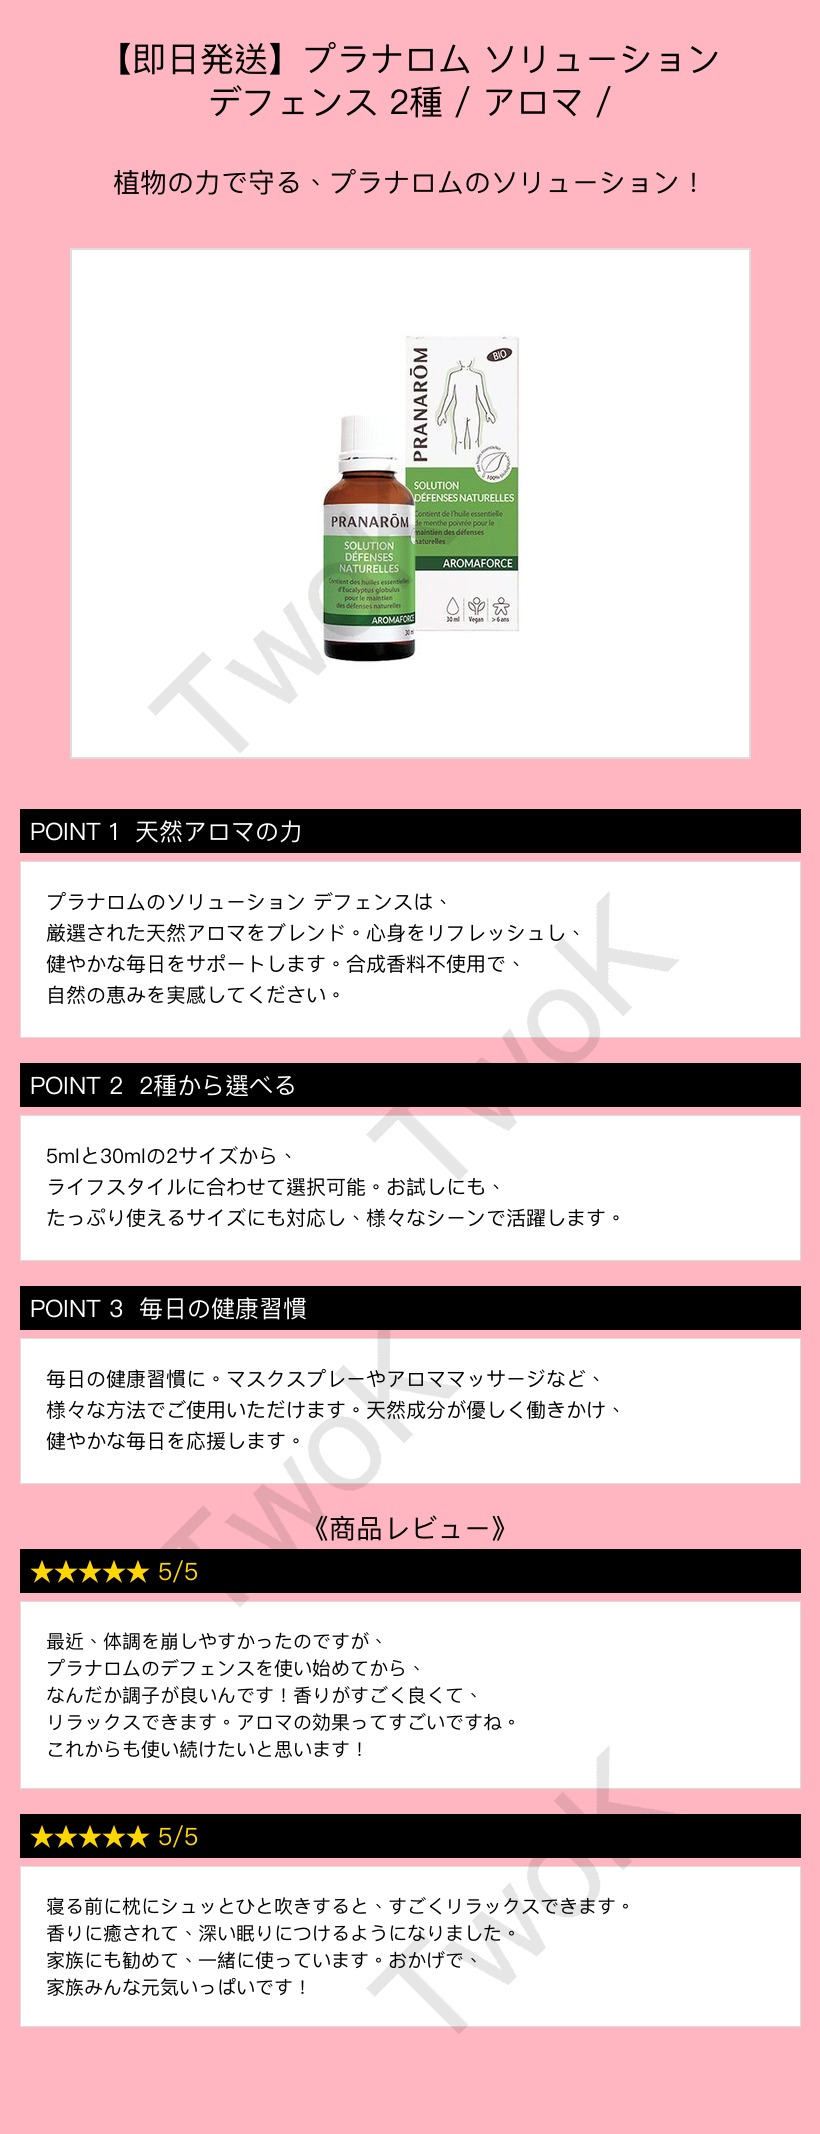 【即日発送】プラナロム ソリューション
デフェンス 2種 / アロマ /
植物の力で守る、プラナロムのソリューション！
PRANARŌM
BIO
100%
SOLUTION
DÉFENSES NATURELLES
Contient de l'huile essentielle
de menthe poivrée pour le
maintien des défenses
naturelles
AROMAFORCE
30 ml
Vegan
> 6 ans
PRANARŌM
SOLUTION
DÉFENSES
NATURELLES
Contient des huiles essentielles
d'Eucalyptus globulus
pour le maintien
des défenses naturelles
AROMAFORCE
30 ml
TwoK
POINT 1 天然アロマの力
プラナロムのソリューション デフェンスは、
厳選された天然アロマをブレンド。心身をリフレッシュし、
健やかな毎日をサポートします。合成香料不使用で、
自然の恵みを実感してください。
TwoK
POINT 2 2種から選べる
5mlと30mlの2サイズから、
ライフスタイルに合わせて選択可能。お試しにも、
たっぷり使えるサイズにも対応し、様々なシーンで活躍します。
POINT 3 毎日の健康習慣
毎日の健康習慣に。マスクスプレーやアロママッサージなど、
様々な方法でご使用いただけます。天然成分が優しく働きかけ、
健やかな毎日を応援します。
TwoK
《商品レビュー》
★★★★★ 5/5
最近、体調を崩しやすかったのですが、
プラナロムのデフェンスを使い始めてから、
なんだか調子が良いんです！香りがすごく良くて、
リラックスできます。アロマの効果ってすごいですね。
これからも使い続けたいと思います！
★★★★★ 5/5
寝る前に枕にシュッとひと吹きすると、すごくリラックスできます。
香りに癒されて、深い眠りにつけるようになりました。
家族にも勧めて、一緒に使っています。おかげで、
家族みんな元気いっぱいです！
TwoK